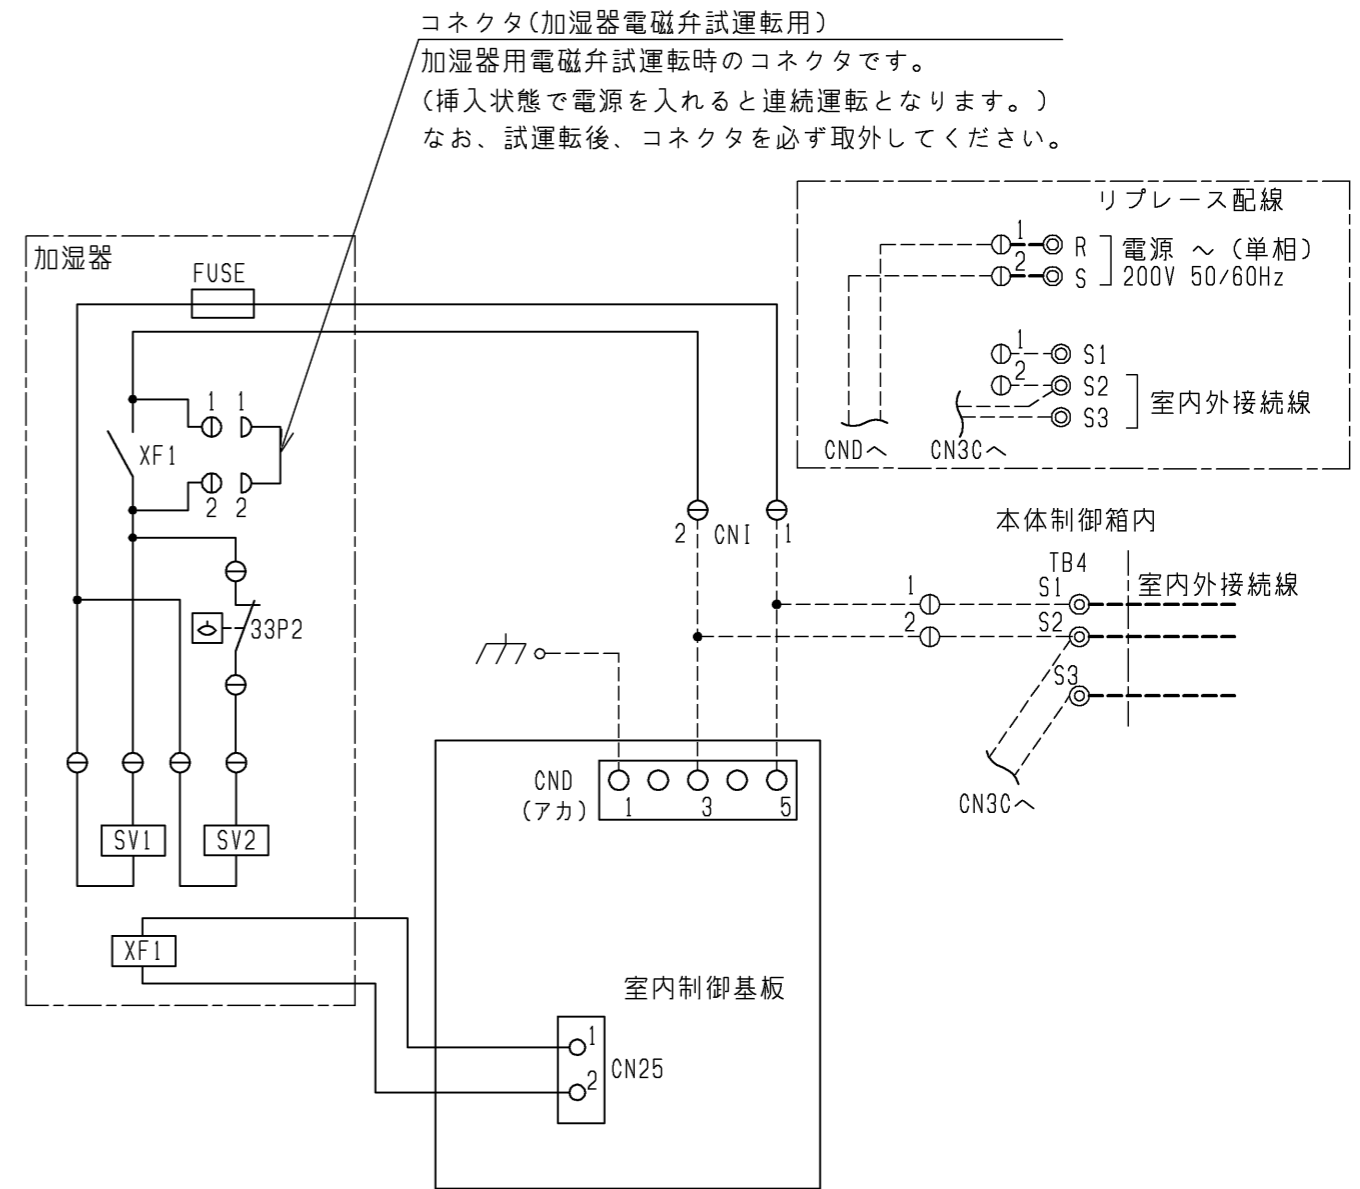 コネクタ(加湿器電磁弁試運転用)
加湿器用電磁弁試運転時のコネクタです。
(挿入状態で電源を入れると連続運転となります。)
なお、試運転後、コネクタを必ず取外してください。
リプレース配線
1
R
電源 ~ (単相)
2
S
200V 50/60Hz
1
S1
2
S2
室内外接続線
S3
CNDへ
CN3Cへ
加湿器
FUSE
1 1
XF1
2 2
33P2
SV1
SV2
XF1
2 CNI 1
本体制御箱内
TB4
室内外接続線
1
S1
2
S2
S3
CN3Cへ
CND
(アカ)
1 3 5
室内制御基板
1
CN25
2